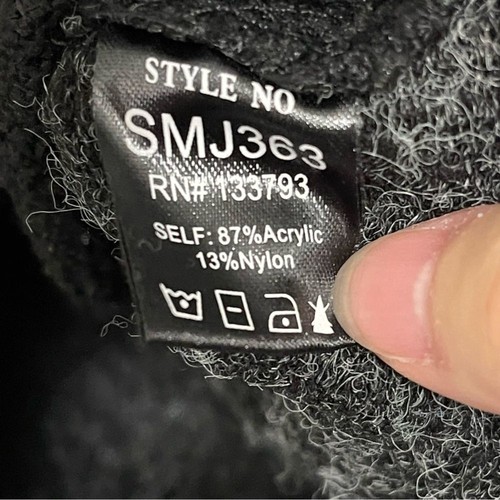 STYLE NO
SMJ363
RN# 133793
SELF: 87%Acrylic
13%Nylon